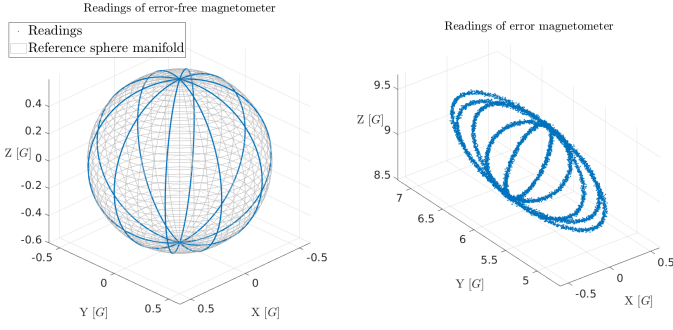 Readings of error-free magnetometer
Readings
Reference sphere manifold
0.4
0.2
0
-0.2
-0.4
-0.6
Z [G]
-0.5
0
0.5
Y [G]
0.5
0
-0.5
X [G]
Readings of error magnetometer
9.5
9
8.5
Z [G]
7
6.5
6
5.5
5
Y [G]
-0.5
0
0.5
X [G]